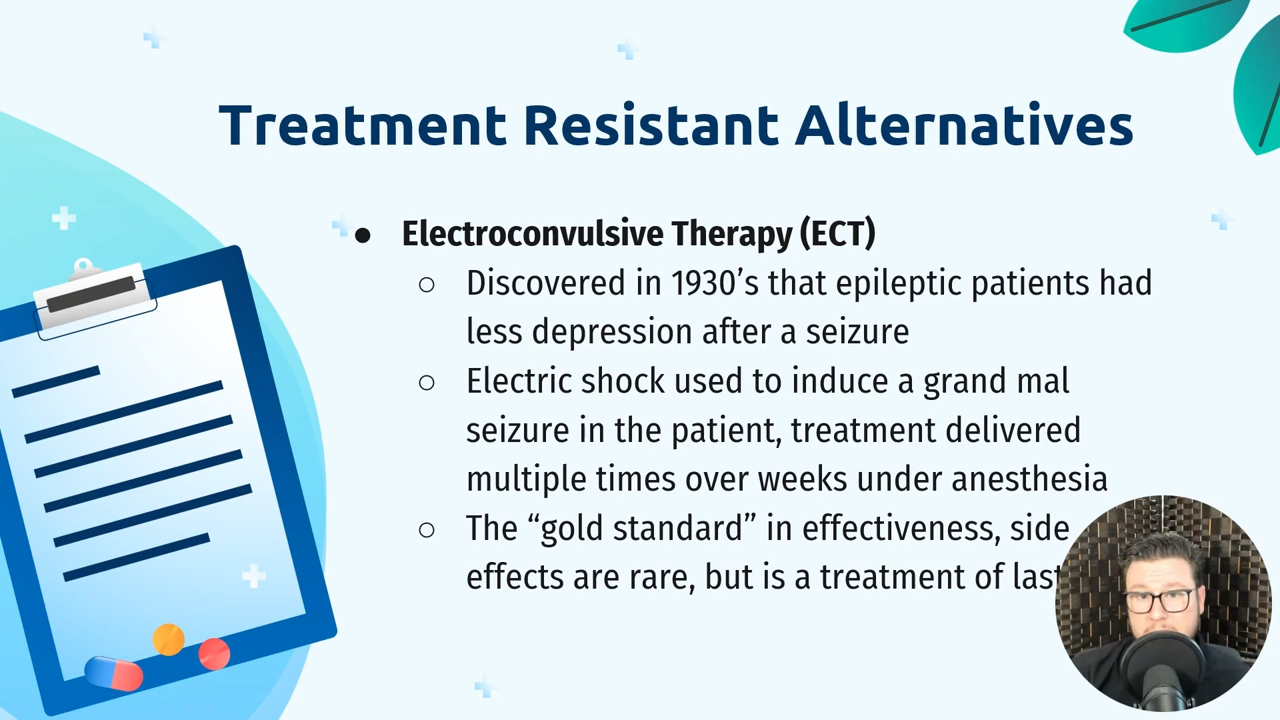 Treatment Resistant Alternatives
● Electroconvulsive Therapy (ECT)
○ Discovered in 1930’s that epileptic patients had
less depression after a seizure
○ Electric shock used to induce a grand mal
seizure in the patient, treatment delivered
multiple times over weeks under anesthesia
○ The “gold standard” in effectiveness, side
effects are rare, but is a treatment of last